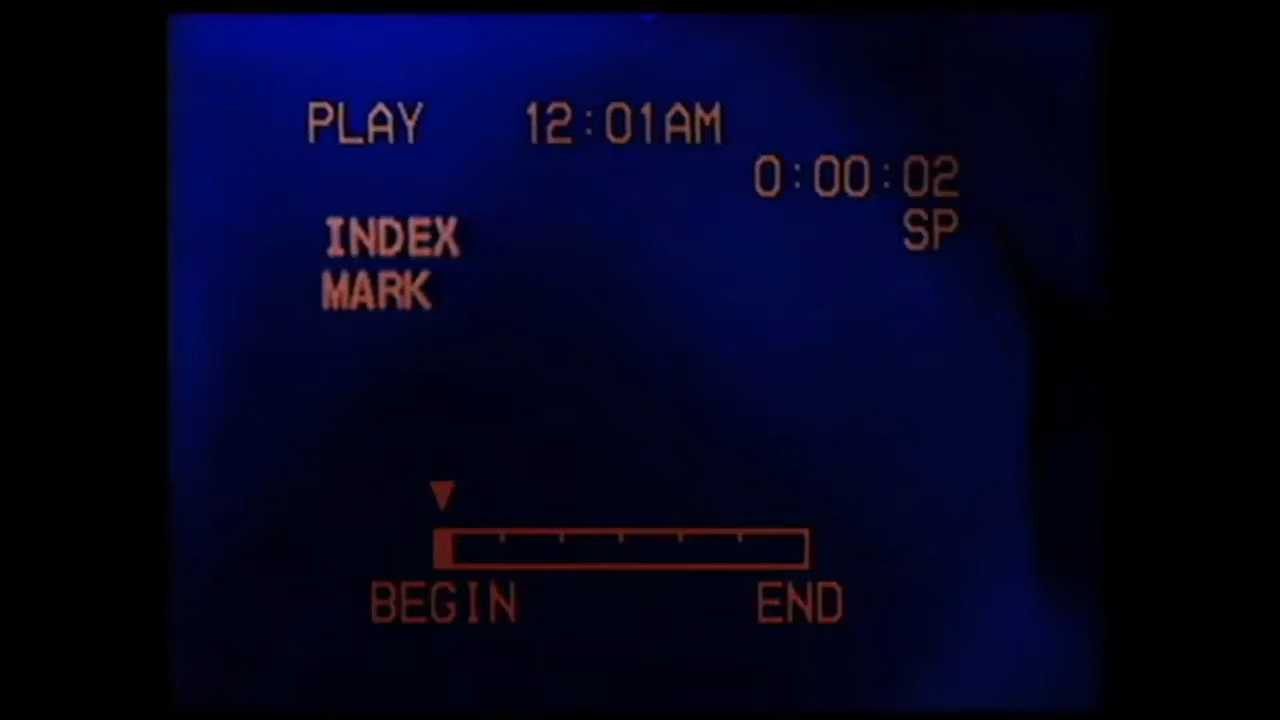 PLAY 12:01AM
0:00:02
SP
INDEX
MARK
BEGIN END